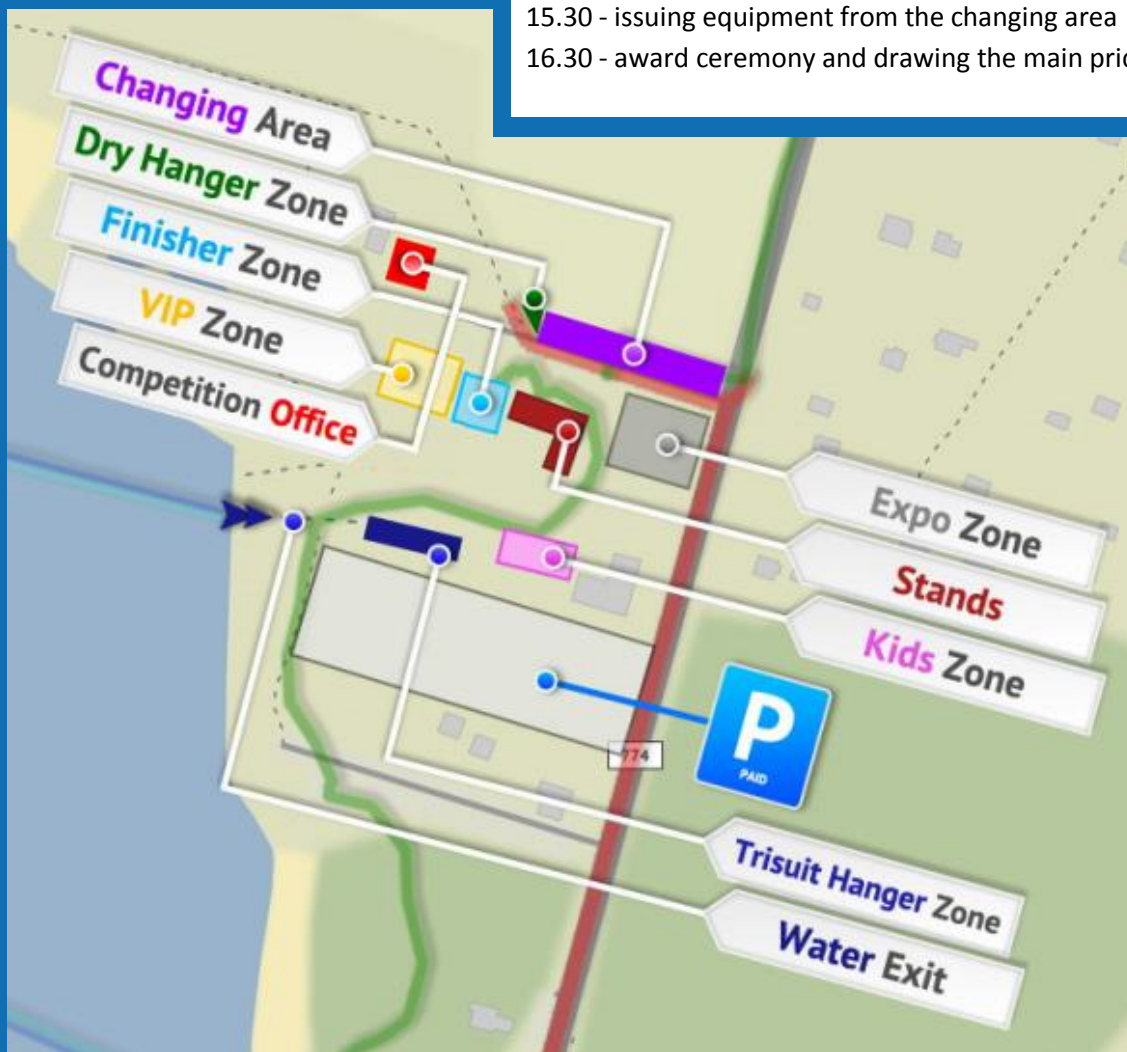 15.30 - issuing equipment from the changing area
16.30 - award ceremony and drawing the main
Changing Area
Dry Hanger Zone
Finisher Zone
VIP Zone
Competition Office
Expo Zone
Stands
Kids Zone
P
PAID
774
Trisuit Hanger Zone
Water Exit